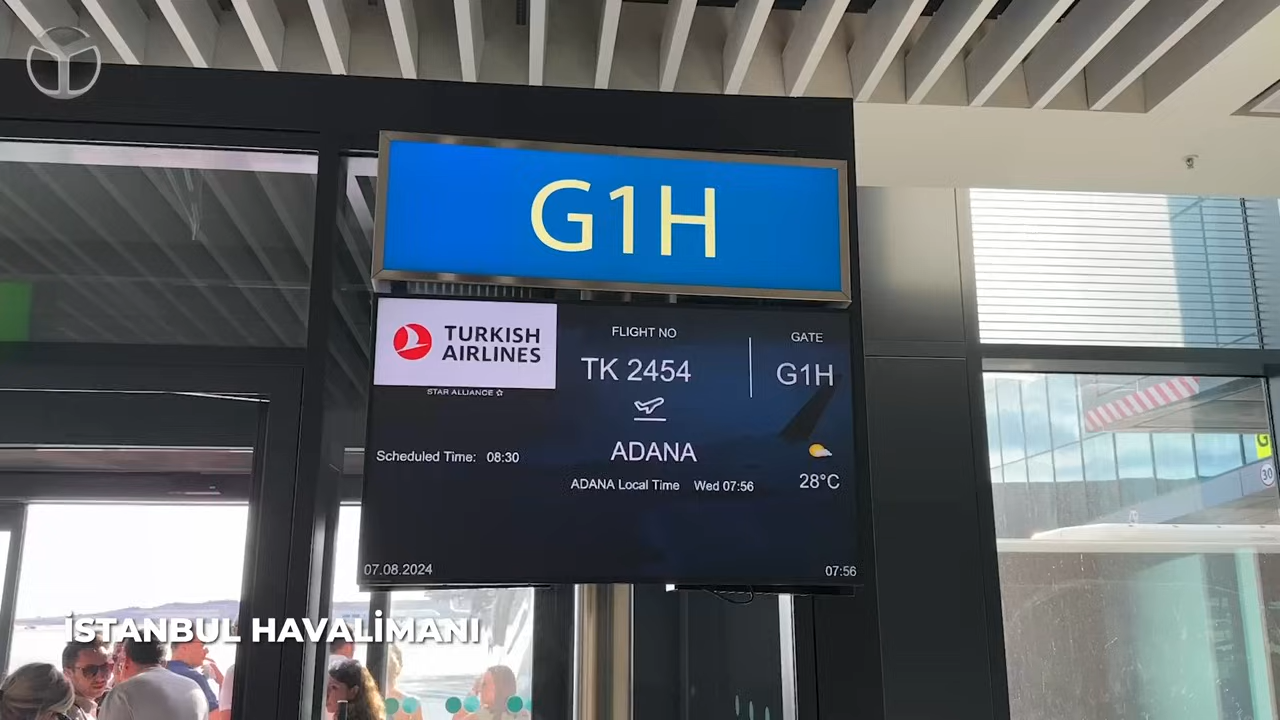 G1H
TURKISH
AIRLINES
STAR ALLIANCE
FLIGHT NO
TK 2454
GATE
G1H
ADANA
Scheduled Time: 08:30
ADANA Local Time Wed 07:56
28°C
07.08.2024
07:56
İSTANBUL HAVALİMANI
G
30